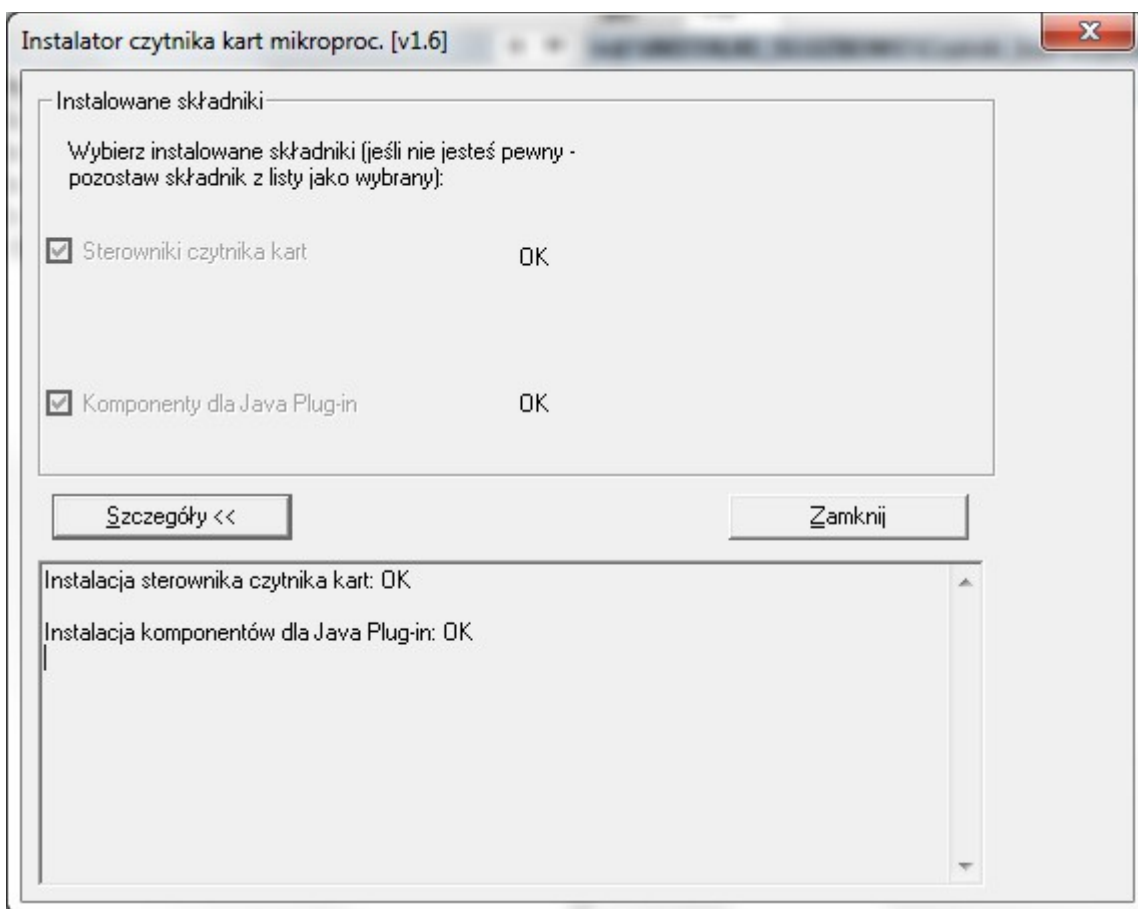 Instalator czytnika kart mikroproc. [v1.6]
Instalowane składniki
Wybierz instalowane składniki (jeśli nie jesteś pewny -
pozostaw składnik z listy jako wybrany):
Sterowniki czytnika kart OK
Komponenty dla Java Plug-in OK
Szczegóły << Zamknij
Instalacja sterownika czytnika kart: OK
Instalacja komponentów dla Java Plug-in: OK